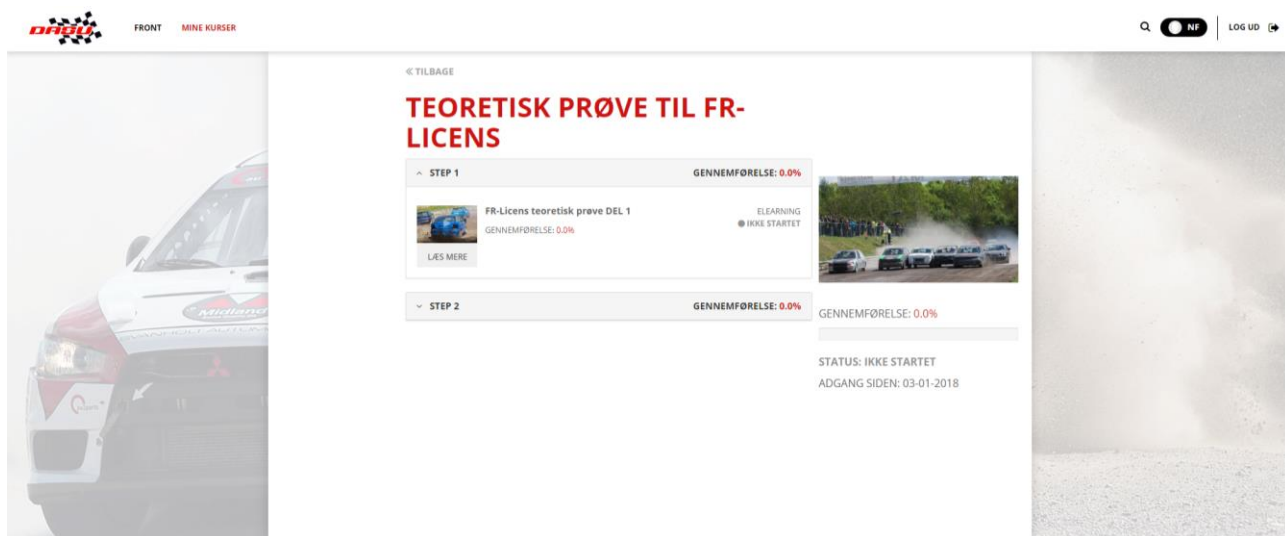 DASU
FRONT
MINE KURSER
NF
LOG UD
« TILBAGE
TEORETISK PRØVE TIL FR-
LICENS
STEP 1 GENNEMFØRELSE: 0.0%
FR-Licens teoretisk prøve DEL 1
ELEARNING
GENNEMFØRELSE: 0.0%
IKKE STARTET
LÆS MERE
STEP 2 GENNEMFØRELSE: 0.0%
GENNEMFØRELSE: 0.0%
STATUS: IKKE STARTET
ADGANG SIDEN: 03-01-2018
Midland